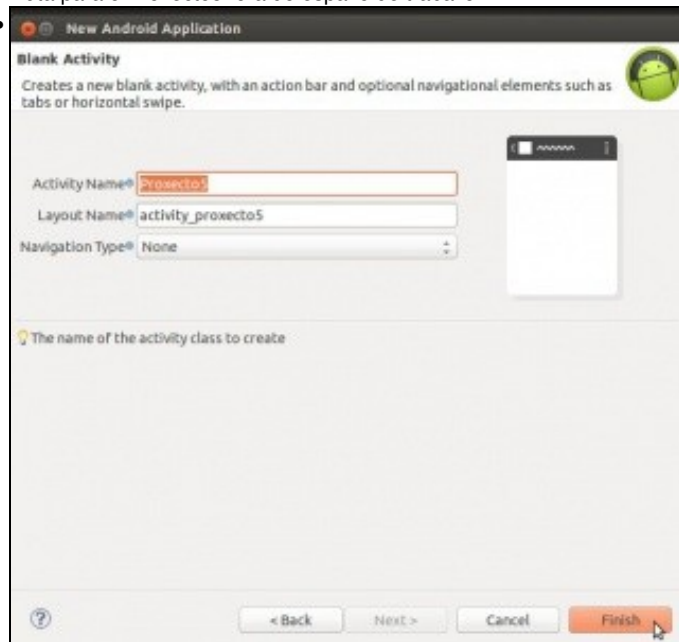 New Android Application
Blank Activity
Creates a new blank activity, with an action bar and optional navigational elements such as
tabs or horizontal swipe.
Activity Name Proxecto5
Layout Name activity_proxecto5
Navigation Type None
The name of the activity class to create
< Back Next > Cancel Finish